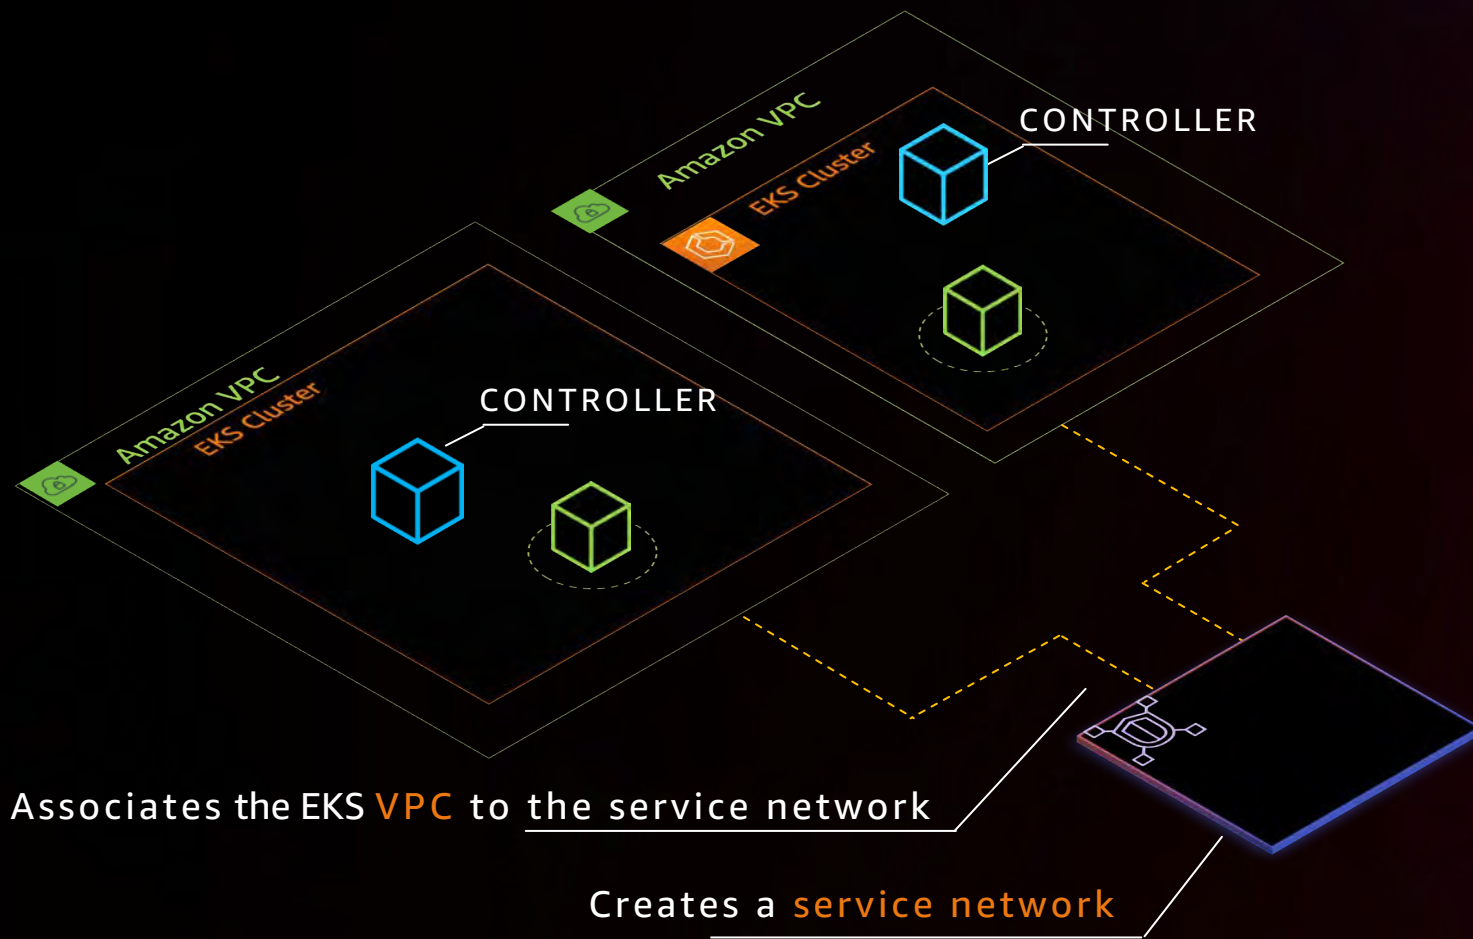 Amazon VPC
EKS Cluster
CONTROLLER
Amazon VPC
EKS Cluster
CONTROLLER
Associates the EKS VPC to the service network
Creates a service network